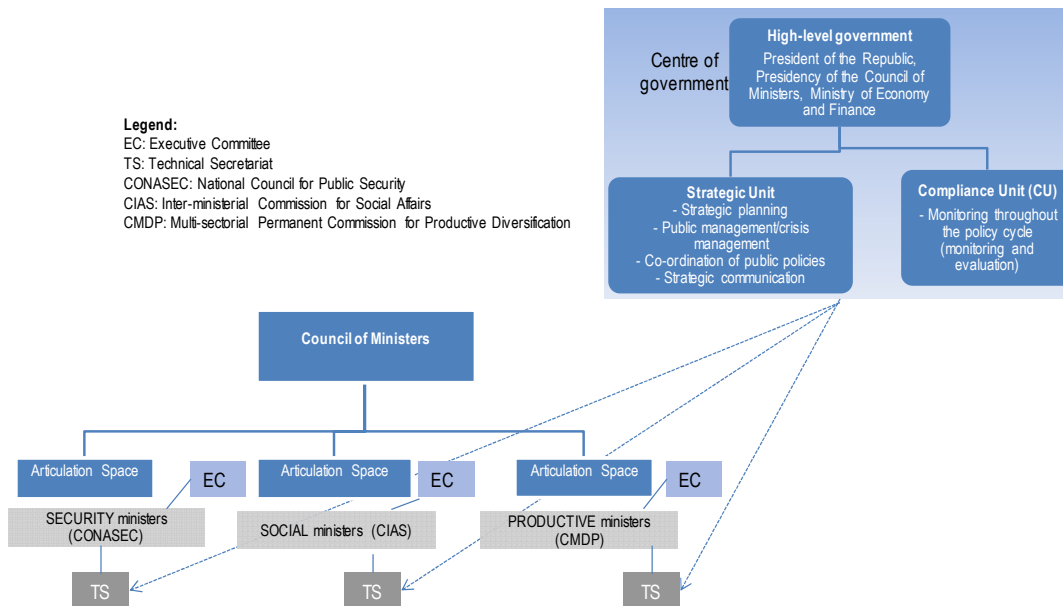 High-level government
President of the Republic,
Presidency of the Council of
Ministers, Ministry of Economy
and Finance
Centre of
government
Legend:
EC: Executive Committee
TS: Technical Secretariat
CONASEC: National Council for Public Security
CIAS: Inter-ministerial Commission for Social Affairs
CMDP: Multi-sectorial Permanent Commission for Productive Diversification
Strategic Unit
- Strategic planning
- Public management/crisis
management
- Co-ordination of public policies
- Strategic communication
Compliance Unit (CU)
- Monitoring throughout
the policy cycle
(monitoring and
evaluation)
Council of Ministers
Articulation Space
EC
SECURITY ministers
(CONASEC)
TS
Articulation Space
EC
SOCIAL ministers (CIAS)
TS
Articulation Space
EC
PRODUCTIVE ministers
(CMDP)
TS